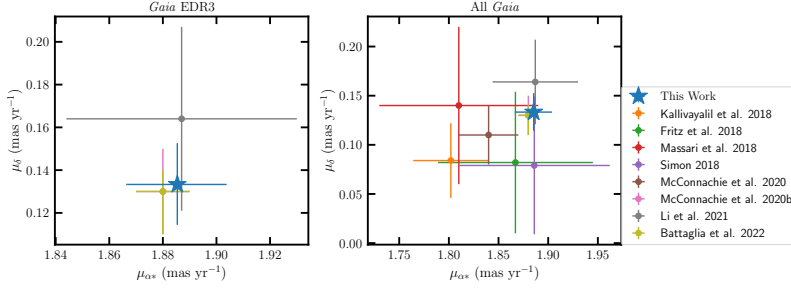 Gaia EDR3
0.20
0.18
0.16
0.14
0.12
μδ (mas yr⁻¹)
1.84 1.86 1.88 1.90 1.92
μα* (mas yr⁻¹)
All Gaia
0.20
0.15
0.10
0.05
0.00
μδ (mas yr⁻¹)
1.75 1.80 1.85 1.90 1.95
μα* (mas yr⁻¹)
This Work
Kallivayalil et al. 2018
Fritz et al. 2018
Massari et al. 2018
Simon 2018
McConnachie et al. 2020
McConnachie et al. 2020b
Li et al. 2021
Battaglia et al. 2022